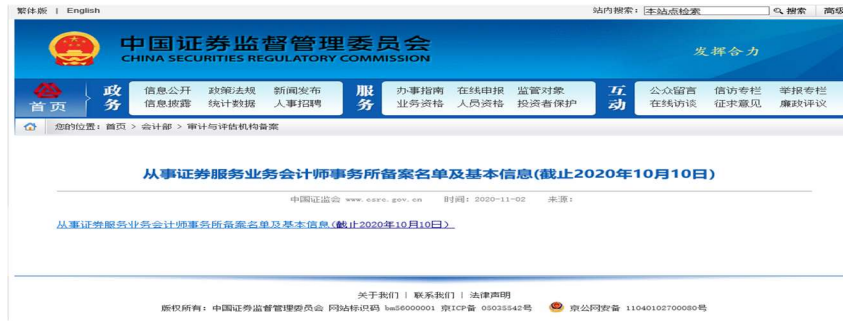 繁体版 | English
站内搜索: 本站点检索 搜索 高级
中国证券监督管理委员会
CHINA SECURITIES REGULATORY COMMISSION
发挥合力
首页
政务
信息公开 政策法规 新闻发布
信息披露 统计数据 人事招聘
服务
办事指南 在线申报 监管对象
业务资格 人员资格 投资者保护
互动
公众留言 信访专栏 举报专栏
在线访谈 征求意见 廉政评议
您的位置: 首页 > 会计部 > 审计与评估机构备案
从事证券服务业务会计师事务所备案名单及基本信息(截止2020年10月10日)
中国证监会 www.csrc.gov.cn 时间: 2020-11-02 来源:
从事证券服务业务会计师事务所备案名单及基本信息(截止2020年10月10日)
关于我们 | 联系我们 | 法律声明
版权所有: 中国证券监督管理委员会 网站标识码 bm56000001 京ICP备 05035542号 京公网安备 11040102700080号